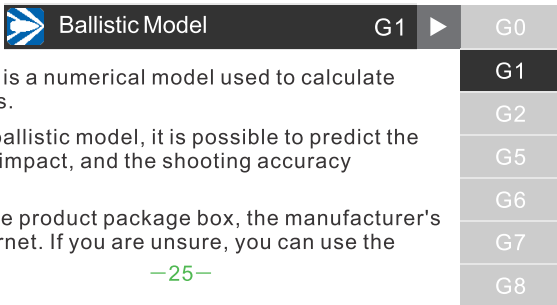 Ballistic Model G1 ▶ G0
is a numerical model used to calculate G1
s.
G2
ballistic model, it is possible to predict the
impact, and the shooting accuracy G5
G6
e product package box, the manufacturer's
rnet. If you are unsure, you can use the G7
—25— G8